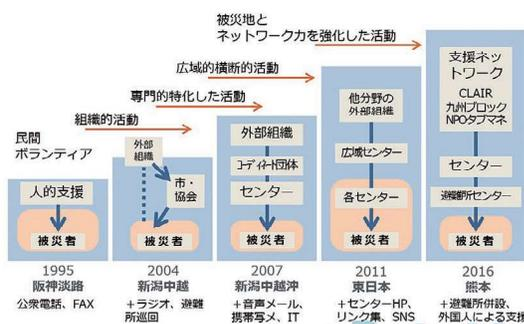 被災地と
ネットワーク力を強化した活動
広域的横断的活動
専門的特化した活動
組織的活動
民間
ボランティア
人的支援
被災者
1995
阪神淡路
公衆電話、FAX
外部
組織
市・
協会
被災者
2004
新潟中越
+ラジオ、避難
所巡回
外部組織
コーディネート団体
センター
被災者
2007
新潟中越沖
+音声メール、
携帯写メ、IT
他分野の
外部組織
広域センター
各センター
被災者
2011
東日本
+センターHP、
リンク集、SNS
支援ネッ
トワーク
CLAIR
九州ブロック
NPOタブマネ
センター
避難所センター
被災者
2016
熊本
+避難所併設、
外国人による支援